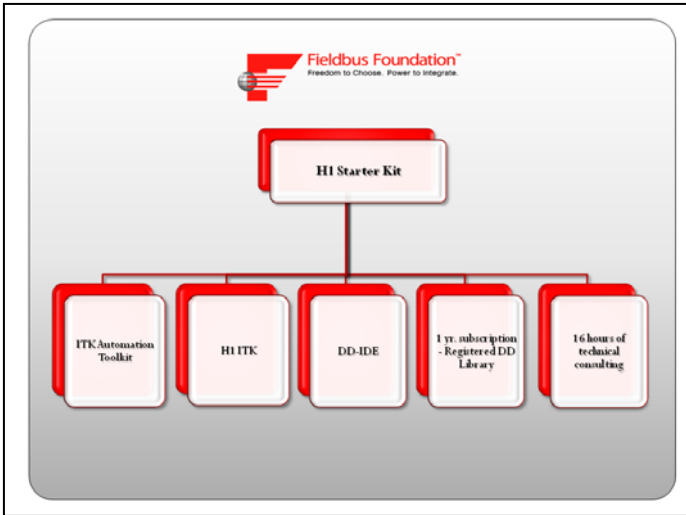 Fieldbus Foundation™
Freedom to Choose. Power to Integrate.
H1 Starter Kit
ITK Automation
Toolkit
H1 ITK
DD-IDE
1 yr. subscription
- Registered DD
Library
16 hours of
technical
consulting